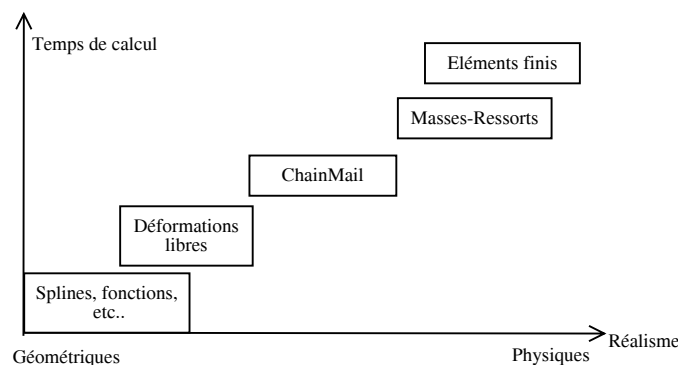 Temps de calcul
Eléments finis
Masses-Ressorts
ChainMail
Déformations
libres
Splines, fonctions,
etc..
Réalisme
Géométriques
Physiques